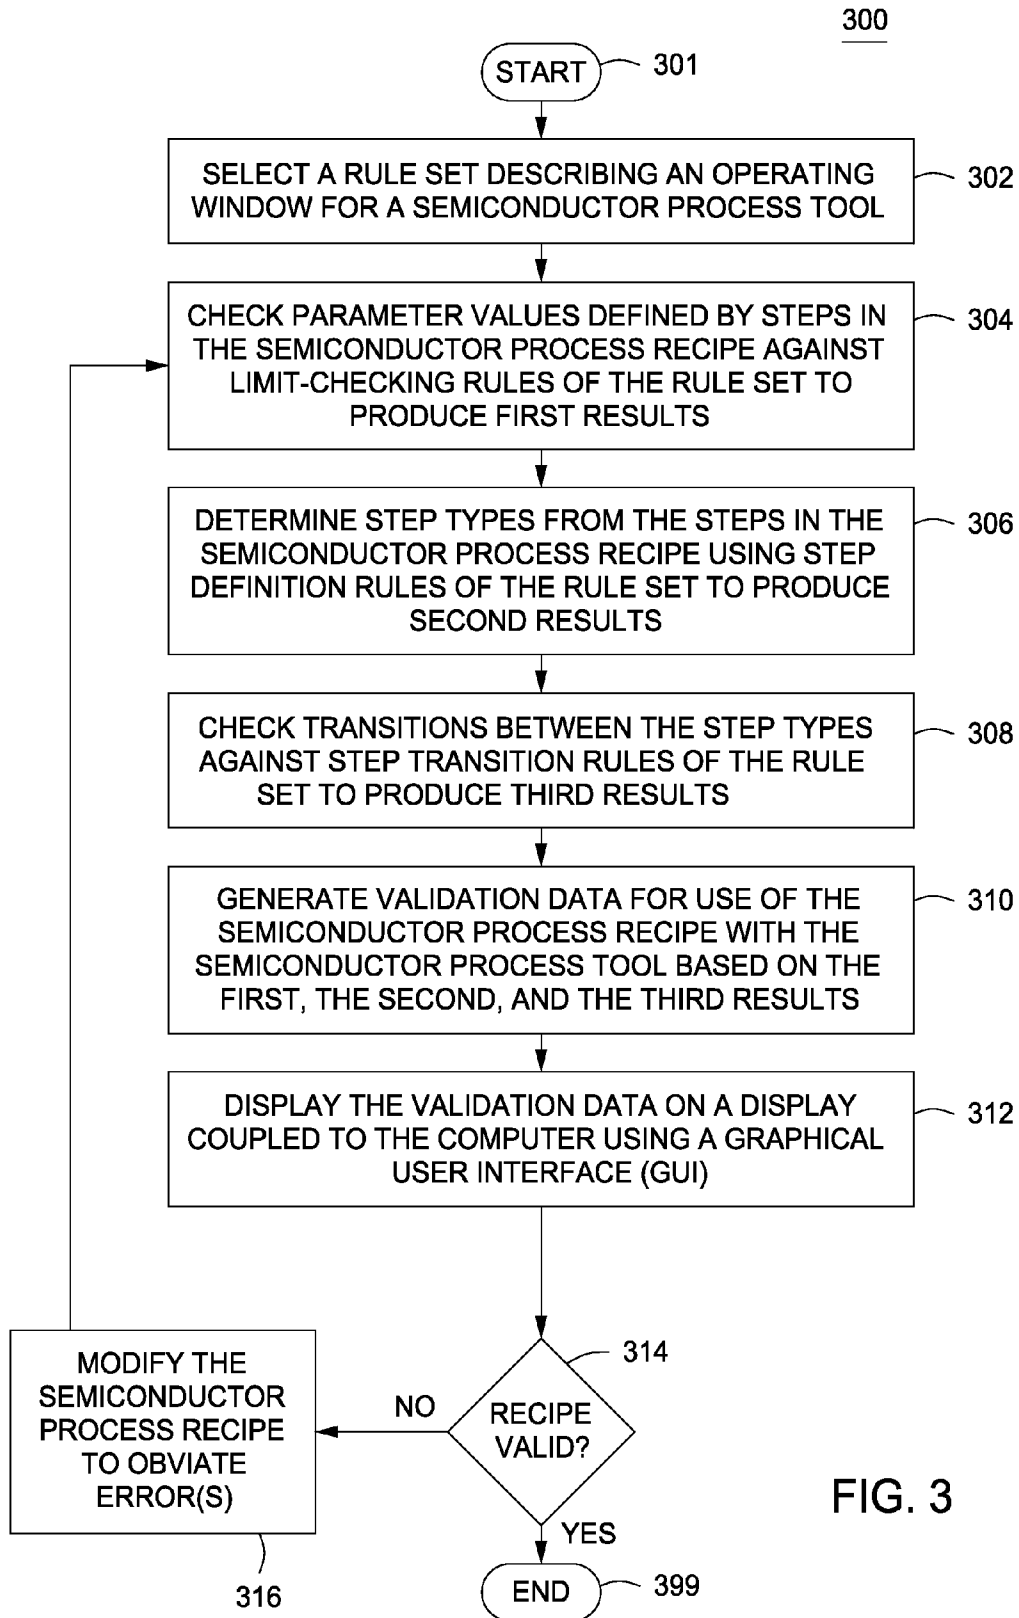 300
START
301
SELECT A RULE SET DESCRIBING AN OPERATING
WINDOW FOR A SEMICONDUCTOR PROCESS TOOL
302
CHECK PARAMETER VALUES DEFINED BY STEPS IN
THE SEMICONDUCTOR PROCESS RECIPE AGAINST
LIMIT-CHECKING RULES OF THE RULE SET TO
PRODUCE FIRST RESULTS
304
DETERMINE STEP TYPES FROM THE STEPS IN THE
SEMICONDUCTOR PROCESS RECIPE USING STEP
DEFINITION RULES OF THE RULE SET TO PRODUCE
SECOND RESULTS
306
CHECK TRANSITIONS BETWEEN THE STEP TYPES
AGAINST STEP TRANSITION RULES OF THE RULE
SET TO PRODUCE THIRD RESULTS
308
GENERATE VALIDATION DATA FOR USE OF THE
SEMICONDUCTOR PROCESS RECIPE WITH THE
SEMICONDUCTOR PROCESS TOOL BASED ON THE
FIRST, THE SECOND, AND THE THIRD RESULTS
310
DISPLAY THE VALIDATION DATA ON A DISPLAY
COUPLED TO THE COMPUTER USING A GRAPHICAL
USER INTERFACE (GUI)
312
RECIPE
VALID?
314
NO
MODIFY THE
SEMICONDUCTOR
PROCESS RECIPE
TO OBVIATE
ERROR(S)
316
YES
END
399
FIG. 3